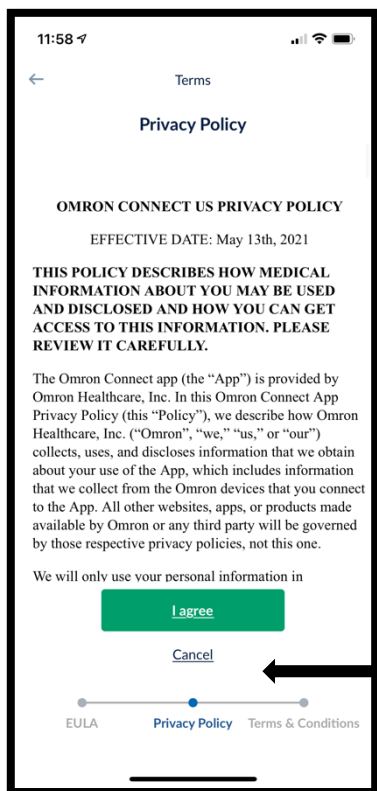 11:58
Terms
Privacy Policy
OMRON CONNECT US PRIVACY POLICY
EFFECTIVE DATE: May 13th, 2021
THIS POLICY DESCRIBES HOW MEDICAL
INFORMATION ABOUT YOU MAY BE USED
AND DISCLOSED AND HOW YOU CAN GET
ACCESS TO THIS INFORMATION. PLEASE
REVIEW IT CAREFULLY.
The Omron Connect app (the “App”) is provided by
Omron Healthcare, Inc. In this Omron Connect App
Privacy Policy (this “Policy”), we describe how Omron
Healthcare, Inc. (“Omron”, “we,” “us,” or “our”)
collects, uses, and discloses information that we obtain
about your use of the App, which includes information
that we collect from the Omron devices that you connect
to the App. All other websites, apps, or products made
available by Omron or any third party will be governed
by those respective privacy policies, not this one.
We will only use your personal information in
I agree
Cancel
EULA Privacy Policy Terms & Conditions